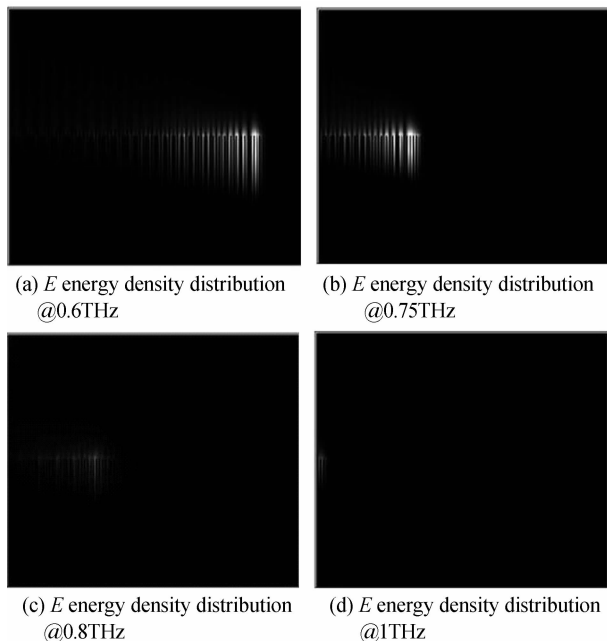 (a) E energy density distribution
@0.6THz
(b) E energy density distribution
@0.75THz
(c) E energy density distribution
@0.8THz
(d) E energy density distribution
@1THz